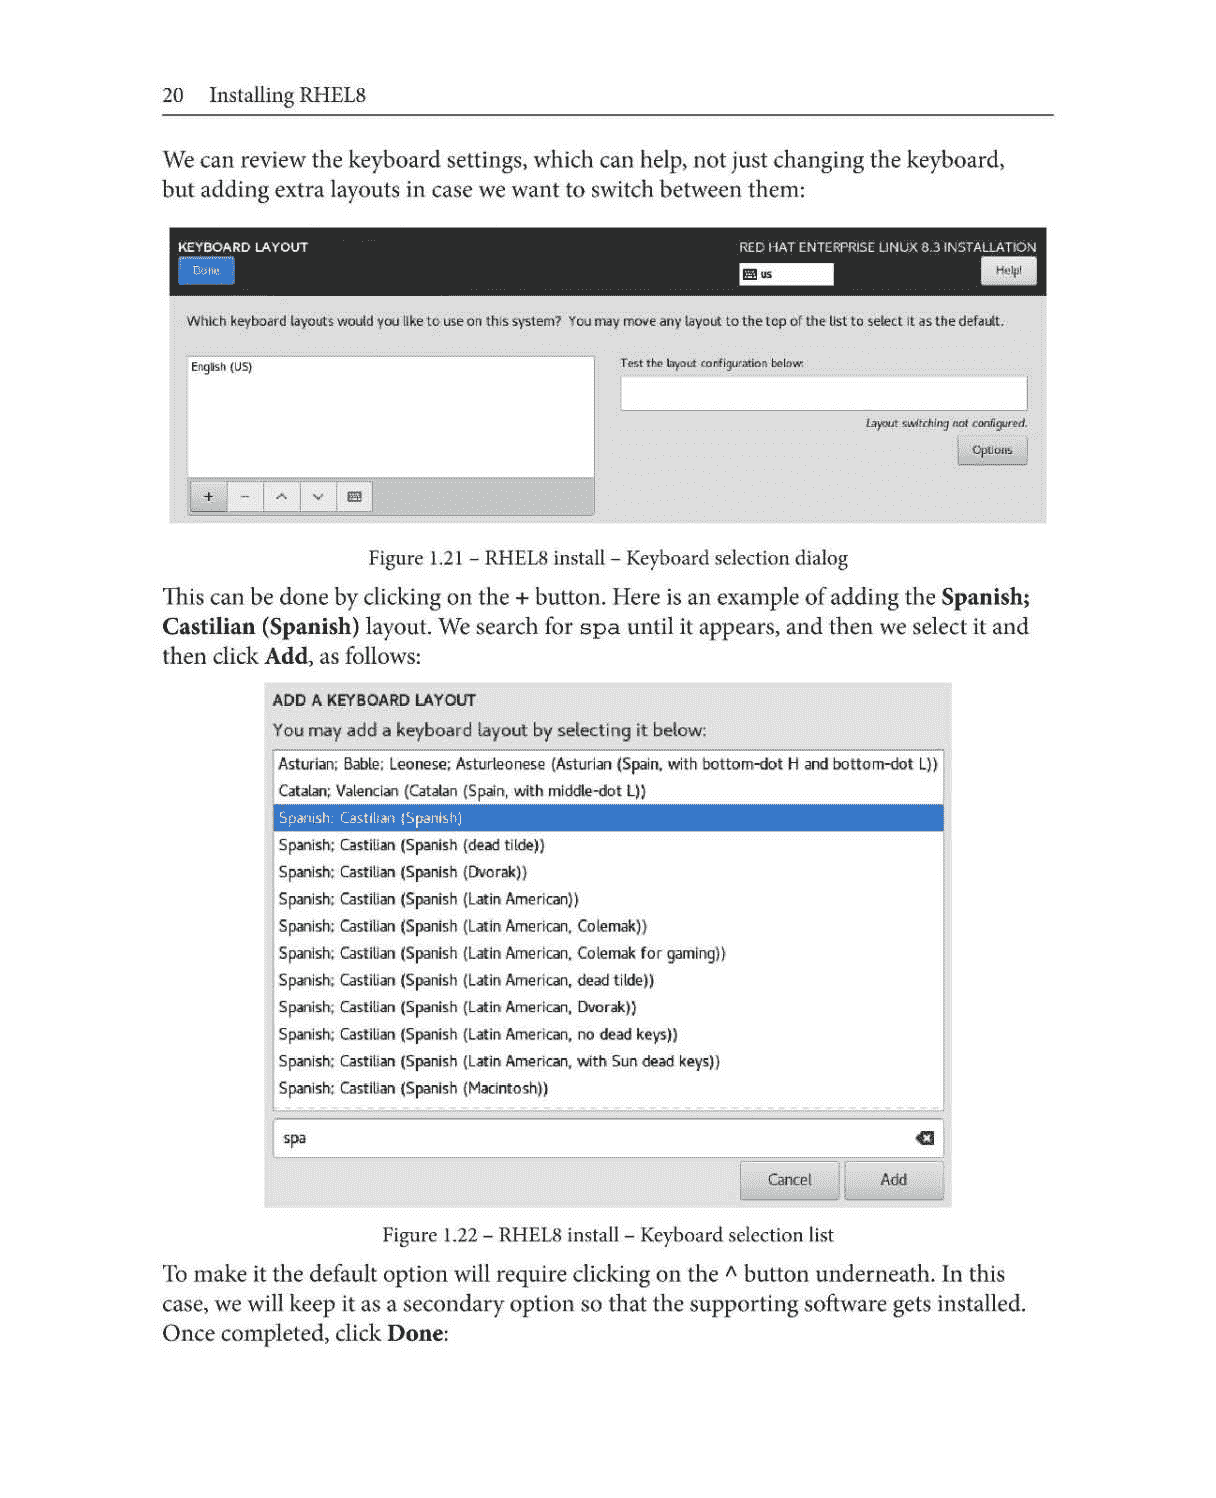 20 Installing RHEL8
We can review the keyboard settings, which can help, not just changing the keyboard,
but adding extra layouts in case we want to switch between them:
KEYBOARD LAYOUT
RED HAT ENTERPRISE LINUX 8.3 INSTALLATION
Done
us
Help!
Which keyboard layouts would you like to use on this system? You may move any layout to the top of the list to select it as the default.
English (US)
Test the layout configuration below:
Layout switching not configured.
Options
+ −
Figure 1.21 – RHEL8 install – Keyboard selection dialog
This can be done by clicking on the + button. Here is an example of adding the Spanish;
Castilian (Spanish) layout. We search for spa until it appears, and then we select it and
then click Add, as follows:
ADD A KEYBOARD LAYOUT
You may add a keyboard layout by selecting it below:
Asturian; Bable; Leonese; Asturleonese (Asturian (Spain, with bottom-dot H and bottom-dot L))
Catalan; Valencian (Catalan (Spain, with middle-dot L))
Spanish; Castilian (Spanish)
Spanish; Castilian (Spanish (dead tilde))
Spanish; Castilian (Spanish (Dvorak))
Spanish; Castilian (Spanish (Latin American))
Spanish; Castilian (Spanish (Latin American, Colemak))
Spanish; Castilian (Spanish (Latin American, Colemak for gaming))
Spanish; Castilian (Spanish (Latin American, dead tilde))
Spanish; Castilian (Spanish (Latin American, Dvorak))
Spanish; Castilian (Spanish (Latin American, no dead keys))
Spanish; Castilian (Spanish (Latin American, with Sun dead keys))
Spanish; Castilian (Spanish (Macintosh))
spa
Cancel
Add
Figure 1.22 – RHEL8 install – Keyboard selection list
To make it the default option will require clicking on the ^ button underneath. In this
case, we will keep it as a secondary option so that the supporting software gets installed.
Once completed, click Done: